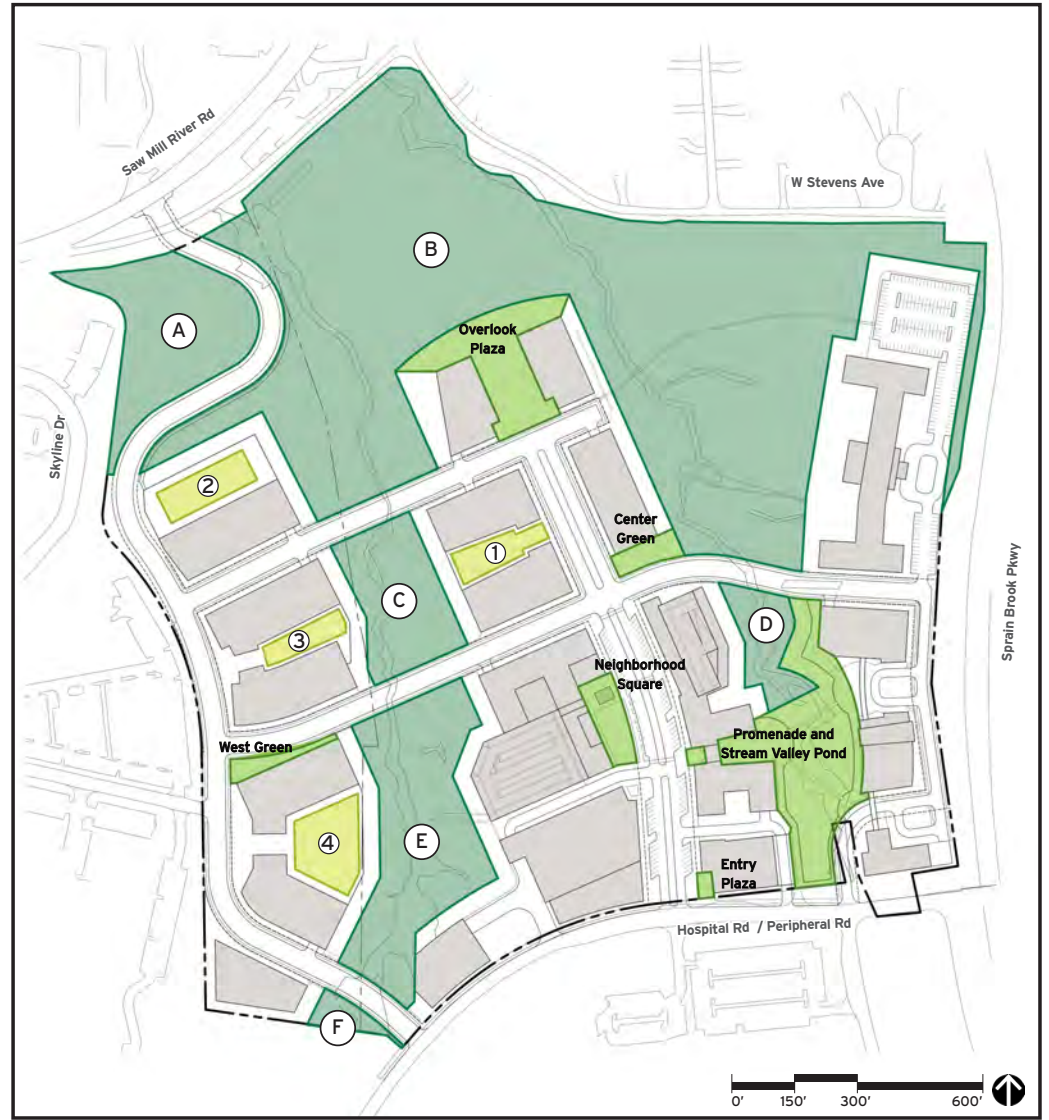 Saw Mill River Rd
W Stevens Ave
B
A
Overlook
Plaza
Skyline Dr
2
Center
Green
1
Sprain Brook Pkwy
C
D
3
Neighborhood
Square
Promenade and
Stream Valley Pond
West Green
4
E
Entry
Plaza
Hospital Rd / Peripheral Rd
F
0' 150' 300' 600'